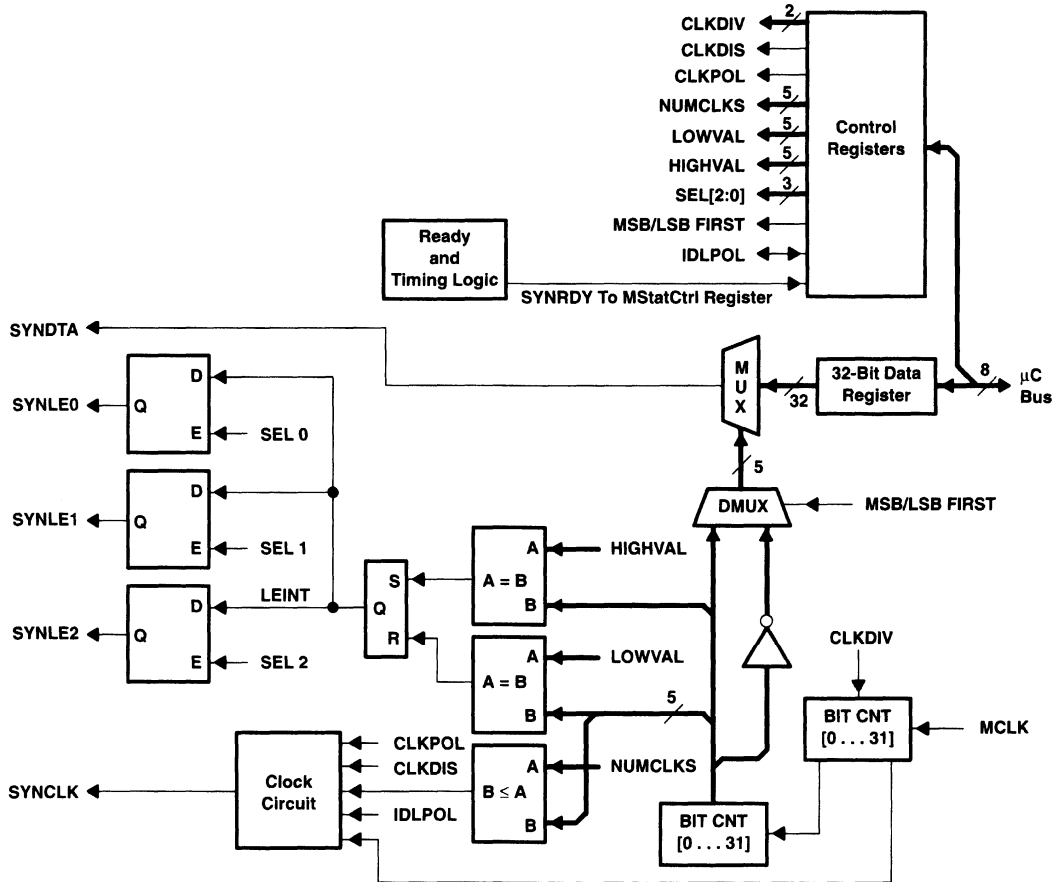 CLKDIV
2
CLKDIS
CLKPOL
NUMCLKS
5
LOWVAL
5
HIGHVAL
5
SEL[2:0]
3
MSB/LSB FIRST
IDLPOL
Control
Registers
Ready
and
Timing Logic
SYNRDY To MStatCtrl Register
SYNDTA
MUX
32
32-Bit Data
Register
8
μC
Bus
5
DMUX
MSB/LSB FIRST
D
Q
E
SYNLE0
SEL 0
D
Q
E
SYNLE1
SEL 1
D
Q
E
SYNLE2
SEL 2
LEINT
S
Q
R
A
A = B
B
HIGHVAL
A
A = B
B
LOWVAL
5
A
B ≤ A
B
NUMCLKS
CLKPOL
CLKDIS
IDLPOL
Clock
Circuit
SYNCLK
CLKDIV
BIT CNT
[0 . . . 31]
MCLK
BIT CNT
[0 . . . 31]